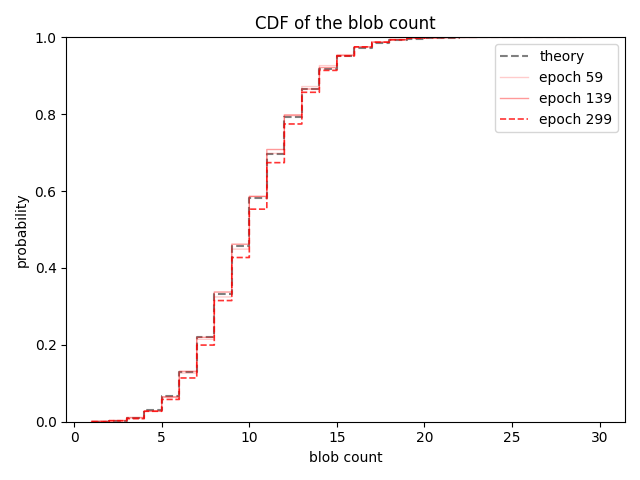 CDF of the blob count
1.0
0.8
0.6
0.4
0.2
0.0
probability
theory
epoch 59
epoch 139
epoch 299
0 5 10 15 20 25 30
blob count